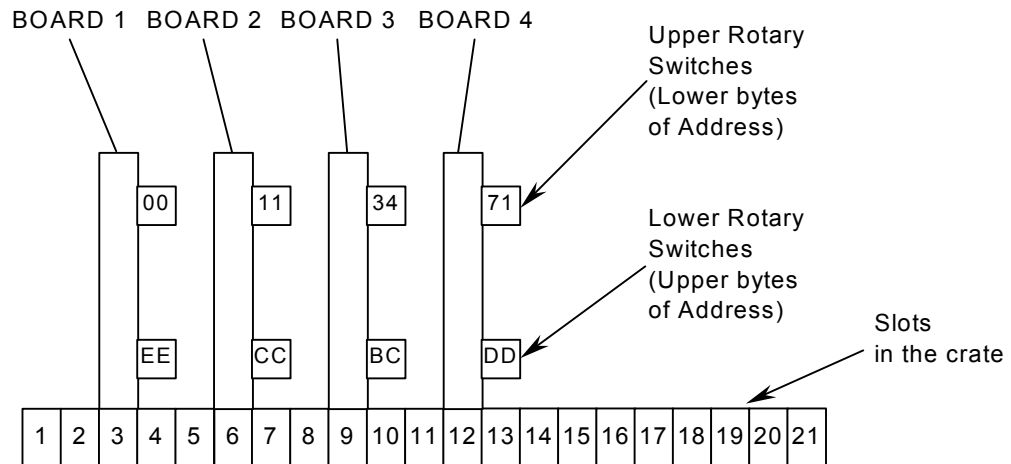 BOARD 1 BOARD 2 BOARD 3 BOARD 4
Upper Rotary
Switches
(Lower bytes
of Address)
00 11 34 71
Lower Rotary
Switches
(Upper bytes
of Address)
EE CC BC DD
Slots
in the crate
1 2 3 4 5 6 7 8 9 10 11 12 13 14 15 16 17 18 19 20 21